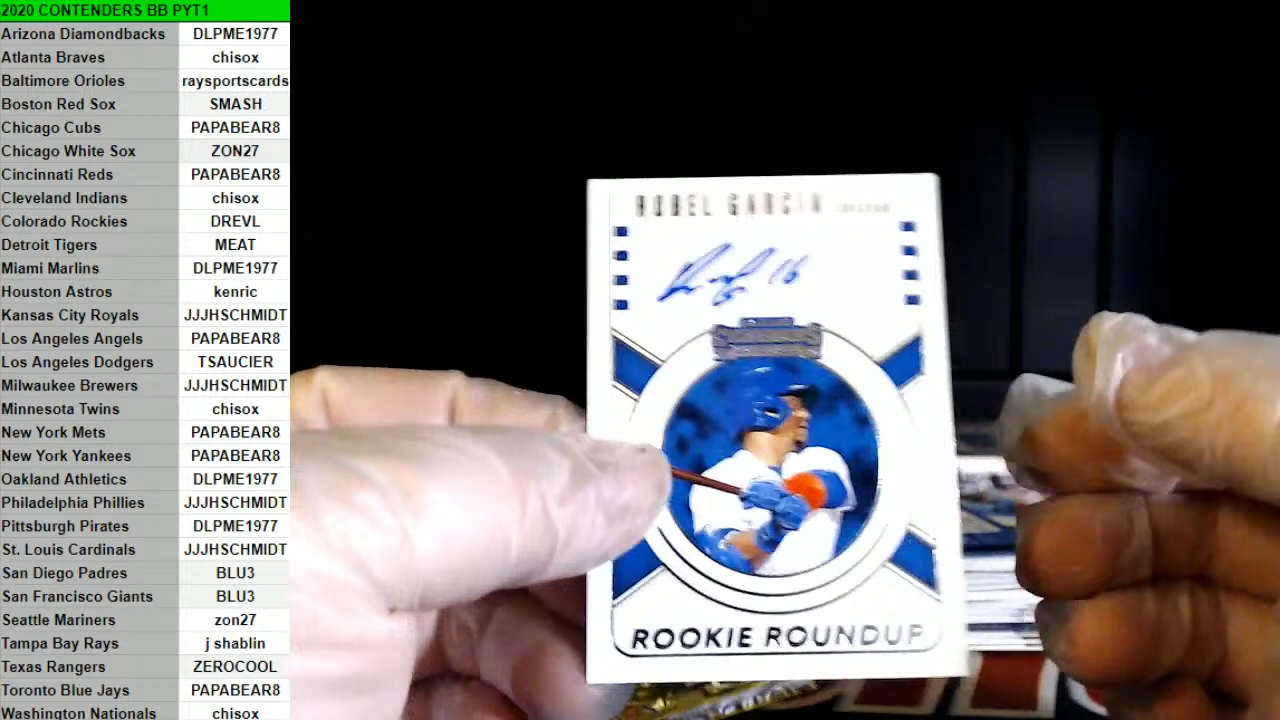 2020 CONTENDERS BB PYT1
Arizona Diamondbacks DLPME1977
Atlanta Braves chisox
Baltimore Orioles raysportscards
Boston Red Sox SMASH
Chicago Cubs PAPABEAR8
Chicago White Sox ZON27
Cincinnati Reds PAPABEAR8
Cleveland Indians chisox
Colorado Rockies DREVL
Detroit Tigers MEAT
Miami Marlins DLPME1977
Houston Astros kenric
Kansas City Royals JJJHSCHMIDT
Los Angeles Angels PAPABEAR8
Los Angeles Dodgers TSAUCIER
Milwaukee Brewers JJJHSCHMIDT
Minnesota Twins chisox
New York Mets PAPABEAR8
New York Yankees PAPABEAR8
Oakland Athletics DLPME1977
Philadelphia Phillies JJJHSCHMIDT
Pittsburgh Pirates DLPME1977
St. Louis Cardinals JJJHSCHMIDT
San Diego Padres BLU3
San Francisco Giants BLU3
Seattle Mariners zon27
Tampa Bay Rays j shablin
Texas Rangers ZEROCOOL
Toronto Blue Jays PAPABEAR8
Washington Nationals chisox
ROBEL GARCIA
16
ROOKIE ROUNDUP